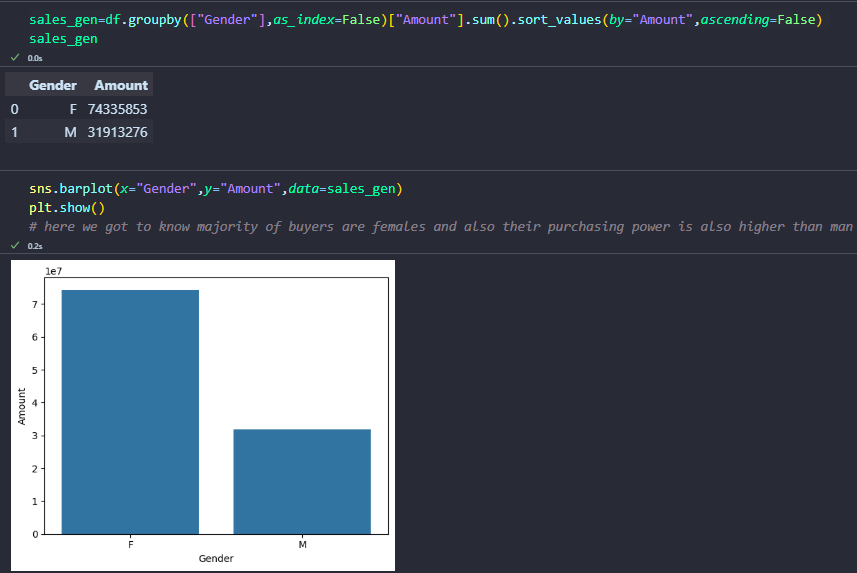 sales_gen=df.groupby(["Gender"],as_index=False)["Amount"].sum().sort_values(by="Amount",ascending=False)
sales_gen
0.0s
Gender Amount
0 F 74335853
1 M 31913276
sns.barplot(x="Gender",y="Amount",data=sales_gen)
plt.show()
# here we got to know majority of buyers are females and also their purchasing power is also higher than man
0.2s
1e7
7
6
5
4
3
2
1
0
Amount
F M
Gender